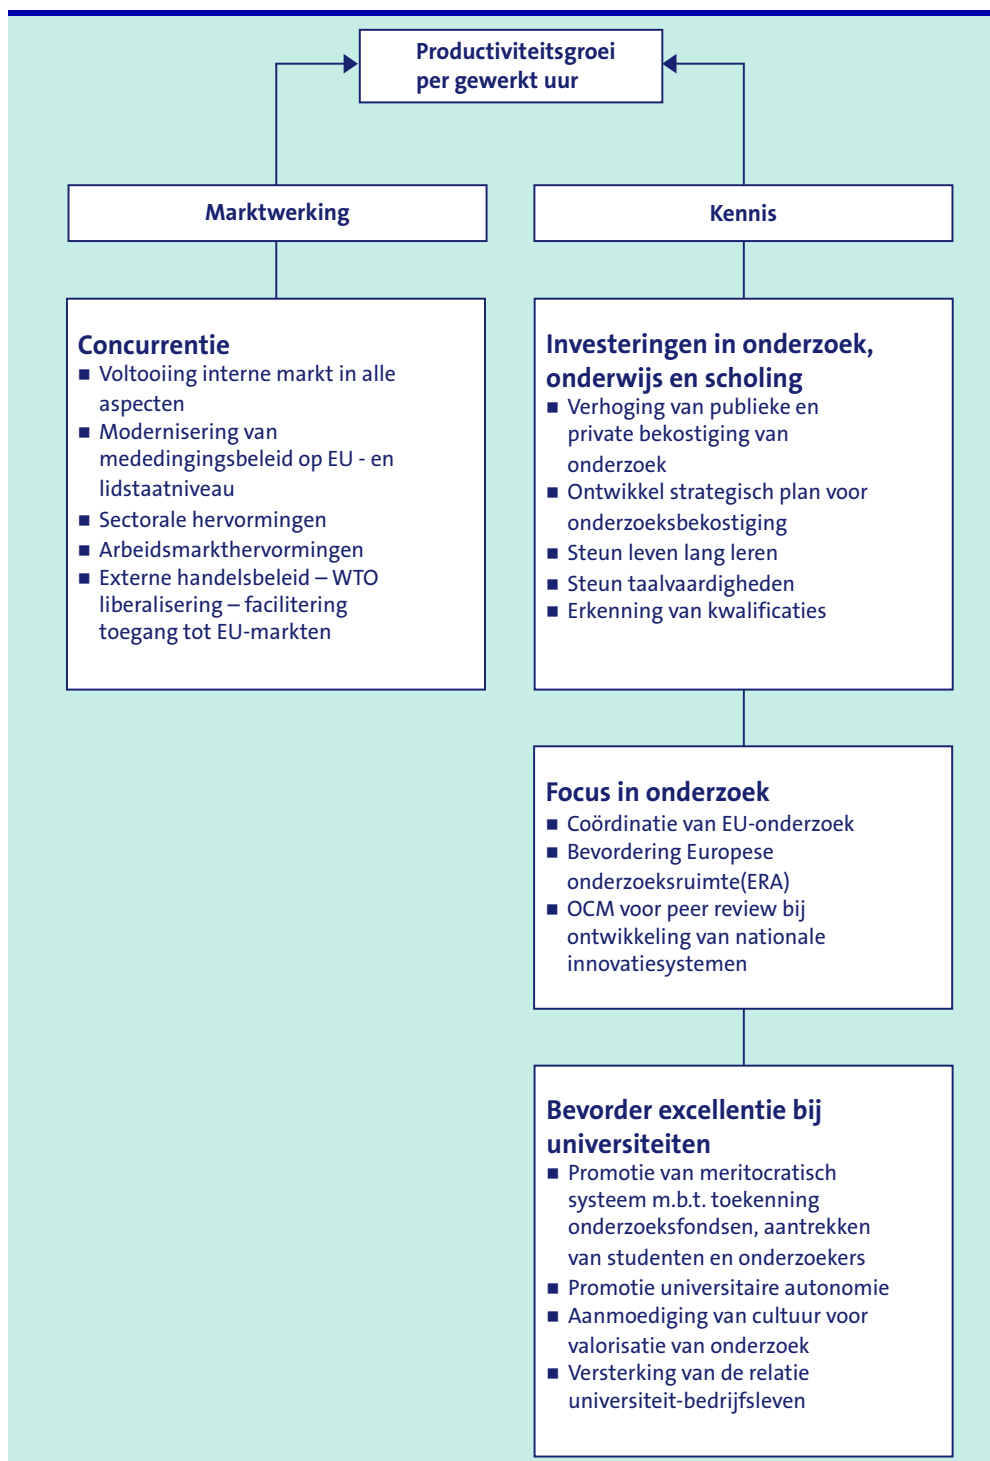 Productiviteitsgroei
per gewerkt uur
Marktwerking
Kennis
Concurrentie
■ Voltooiing interne markt in alle
aspecten
■ Modernisering van
mededingingsbeleid op EU - en
lidstaatniveau
■ Sectorale hervormingen
■ Arbeidsmarkthervormingen
■ Externe handelsbeleid – WTO
liberalisering – facilitering
toegang tot EU-markten
Investeringen in onderzoek,
onderwijs en scholing
■ Verhoging van publieke en
private bekostiging van
onderzoek
■ Ontwikkel strategisch plan voor
onderzoeksbekostiging
■ Steun leven lang leren
■ Steun taalvaardigheden
■ Erkenning van kwalificaties
Focus in onderzoek
■ Coördinatie van EU-onderzoek
■ Bevordering Europese
onderzoeksruimte(ERA)
■ OCM voor peer review bij
ontwikkeling van nationale
innovatiesystemen
Bevorder excellentie bij
universiteiten
■ Promotie van meritocratisch
systeem m.b.t. toekenning
onderzoeksfondsen, aantrekken
van studenten en onderzoekers
■ Promotie universitaire autonomie
■ Aanmoediging van cultuur voor
valorisatie van onderzoek
■ Versterking van de relatie
universiteit-bedrijfsleven